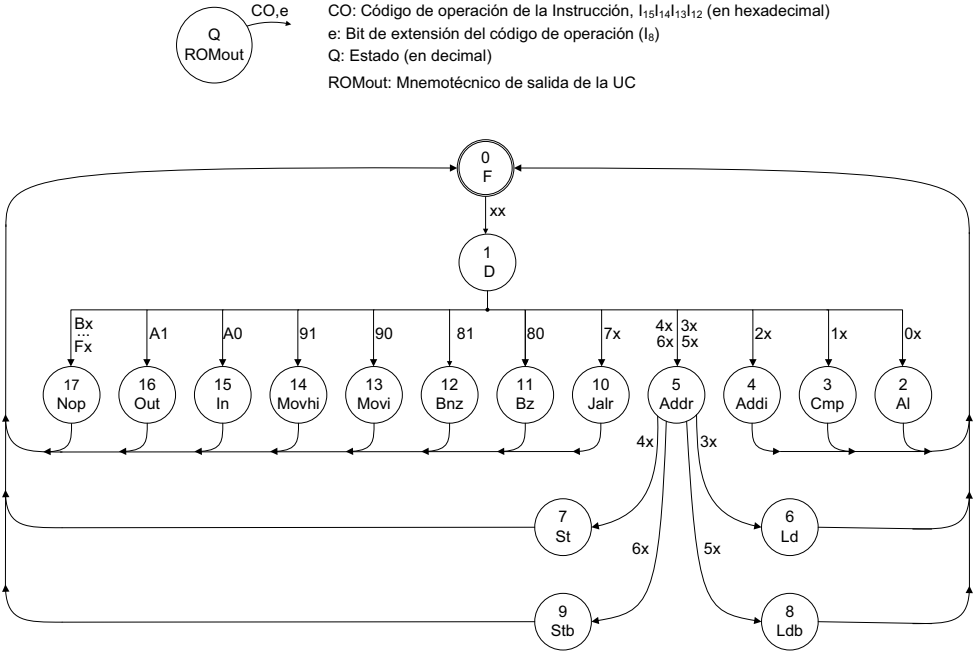 CO,e
Q
ROMout
CO: Código de operación de la Instrucción, I₁₅I₁₄I₁₃I₁₂ (en hexadecimal)
e: Bit de extensión del código de operación (I₈)
Q: Estado (en decimal)
ROMout: Mnemotécnico de salida de la UC
0
F
xx
1
D
Bx
...
Fx
A1
A0
91
90
81
80
7x
4x 3x
6x 5x
2x
1x
0x
17
Nop
16
Out
15
In
14
Movhi
13
Movi
12
Bnz
11
Bz
10
Jalr
5
Addr
4
Addi
3
Cmp
2
Al
4x
3x
7
St
6
Ld
6x
5x
9
Stb
8
Ldb